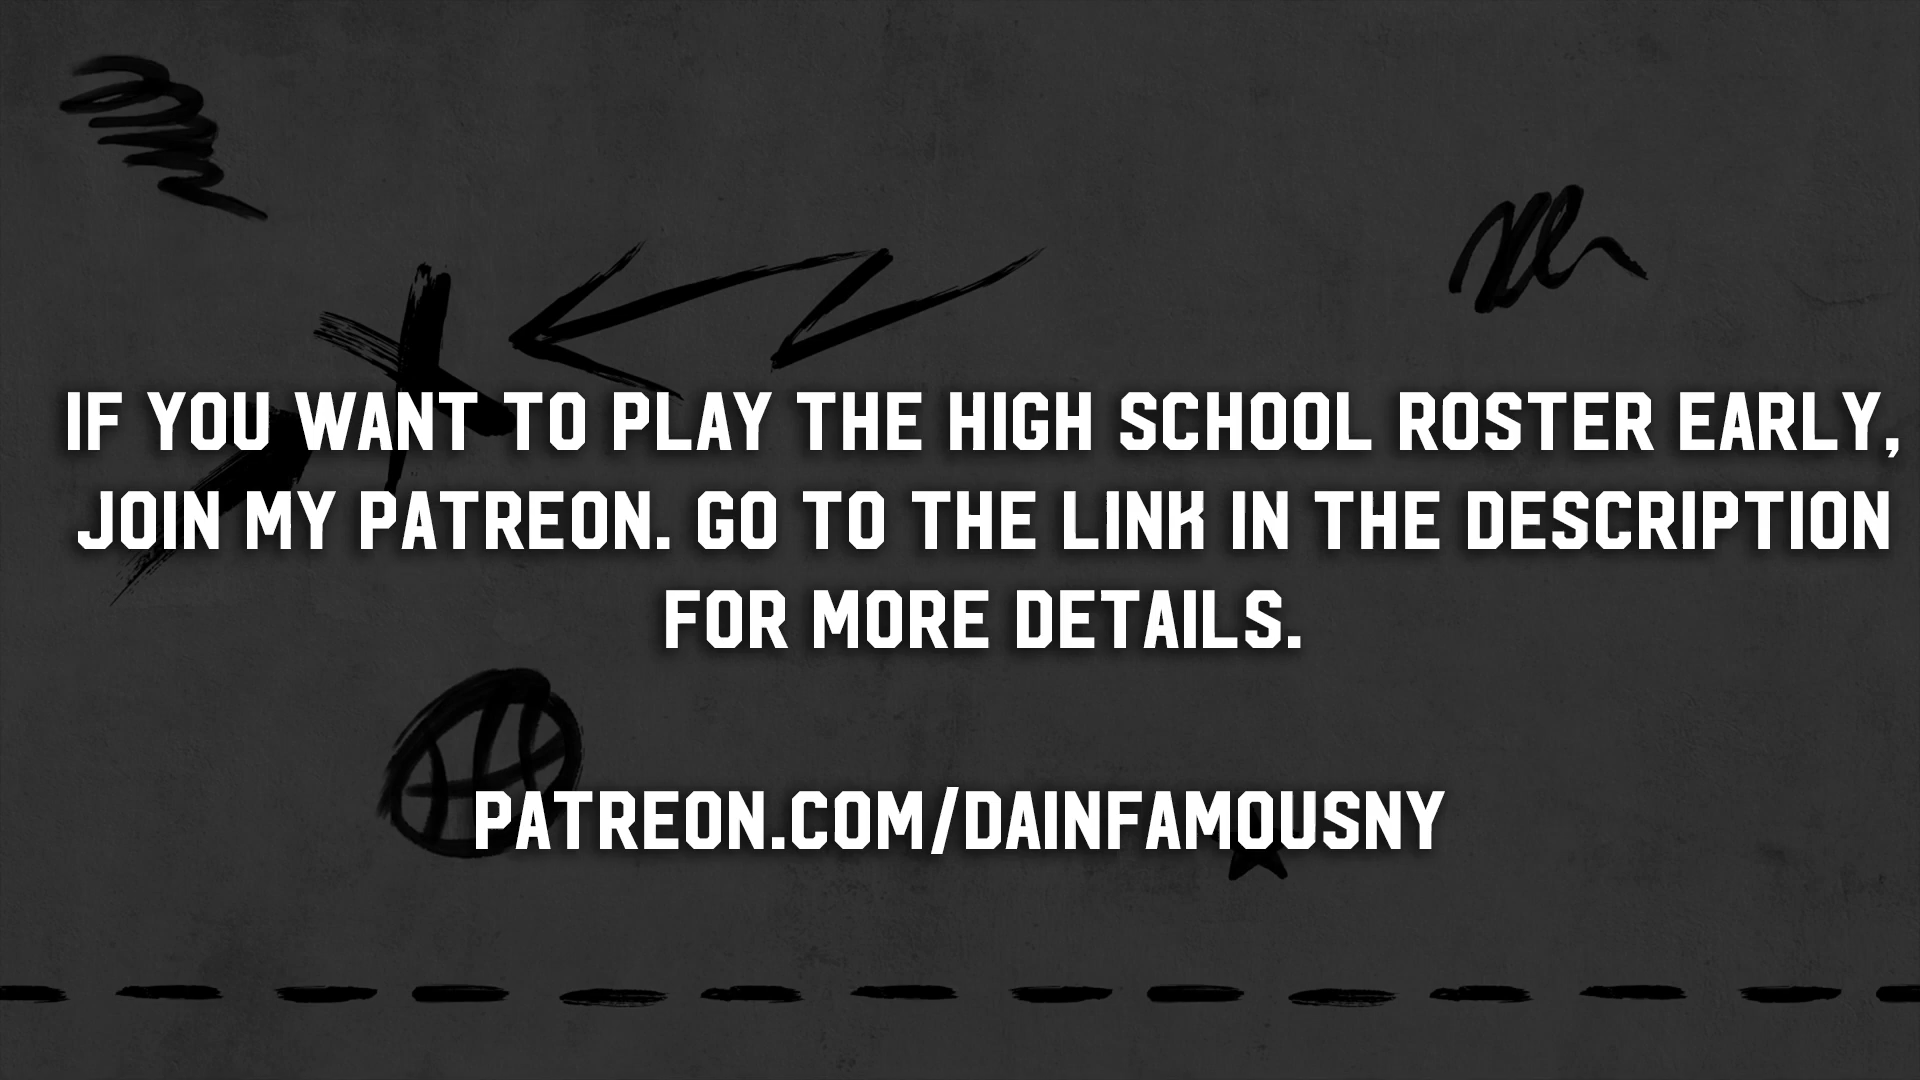 IF YOU WANT TO PLAY THE HIGH SCHOOL ROSTER EARLY,
JOIN MY PATREON. GO TO THE LINK IN THE DESCRIPTION
FOR MORE DETAILS.
PATREON.COM/DAINFAMOUSNY